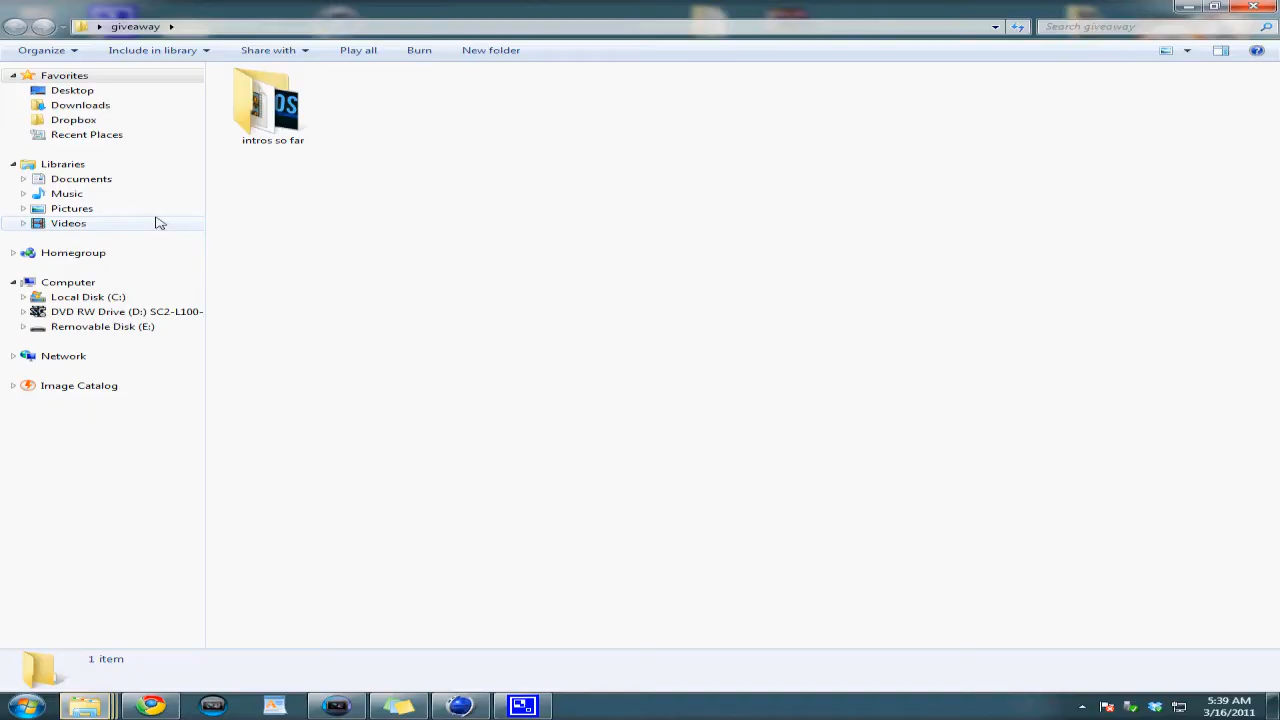 giveaway
Search giveaway
Organize
Include in library
Share with
Play all
Burn
New folder
Favorites
Desktop
Downloads
Dropbox
Recent Places
Libraries
Documents
Music
Pictures
Videos
Homegroup
Computer
Local Disk (C:)
DVD RW Drive (D:) SC2-L100-
Removable Disk (E:)
Network
Image Catalog
OS
intros so far
1 item
5:39 AM
3/16/2011